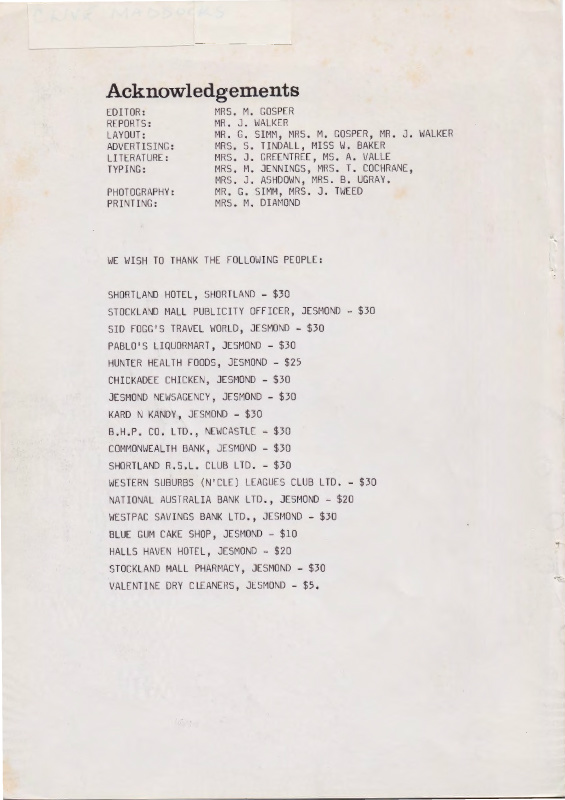 CLIVE MADDOCKS
Acknowledgements
EDITOR: MRS. M. GOSPER
REPORTS: MR. J. WALKER
LAYOUT: MR. G. SIMM, MRS. M. GOSPER, MR. J. WALKER
ADVERTISING: MRS. S. TINDALL, MISS W. BAKER
LITERATURE: MRS. J. GREENTREE, MS. A. VALLE
TYPING: MRS. M. JENNINGS, MRS. T. COCHRANE,
MRS. J. ASHDOWN, MRS. B. UGRAY.
PHOTOGRAPHY: MR. G. SIMM, MRS. J. TWEED
PRINTING: MRS. M. DIAMOND
WE WISH TO THANK THE FOLLOWING PEOPLE:
SHORTLAND HOTEL, SHORTLAND - $30
STOCKLAND MALL PUBLICITY OFFICER, JESMOND - $30
SID FOGG'S TRAVEL WORLD, JESMOND - $30
PABLO'S LIQUORMART, JESMOND - $30
HUNTER HEALTH FOODS, JESMOND - $25
CHICKADEE CHICKEN, JESMOND - $30
JESMOND NEWSAGENCY, JESMOND - $30
KARD N KANDY, JESMOND - $30
B.H.P. CO. LTD., NEWCASTLE - $30
COMMONWEALTH BANK, JESMOND - $30
SHORTLAND R.S.L. CLUB LTD. - $30
WESTERN SUBURBS (N'CLE) LEAGUES CLUB LTD. - $30
NATIONAL AUSTRALIA BANK LTD., JESMOND - $20
WESTPAC SAVINGS BANK LTD., JESMOND - $30
BLUE GUM CAKE SHOP, JESMOND - $10
HALLS HAVEN HOTEL, JESMOND - $20
STOCKLAND MALL PHARMACY, JESMOND - $30
VALENTINE DRY CLEANERS, JESMOND - $5.